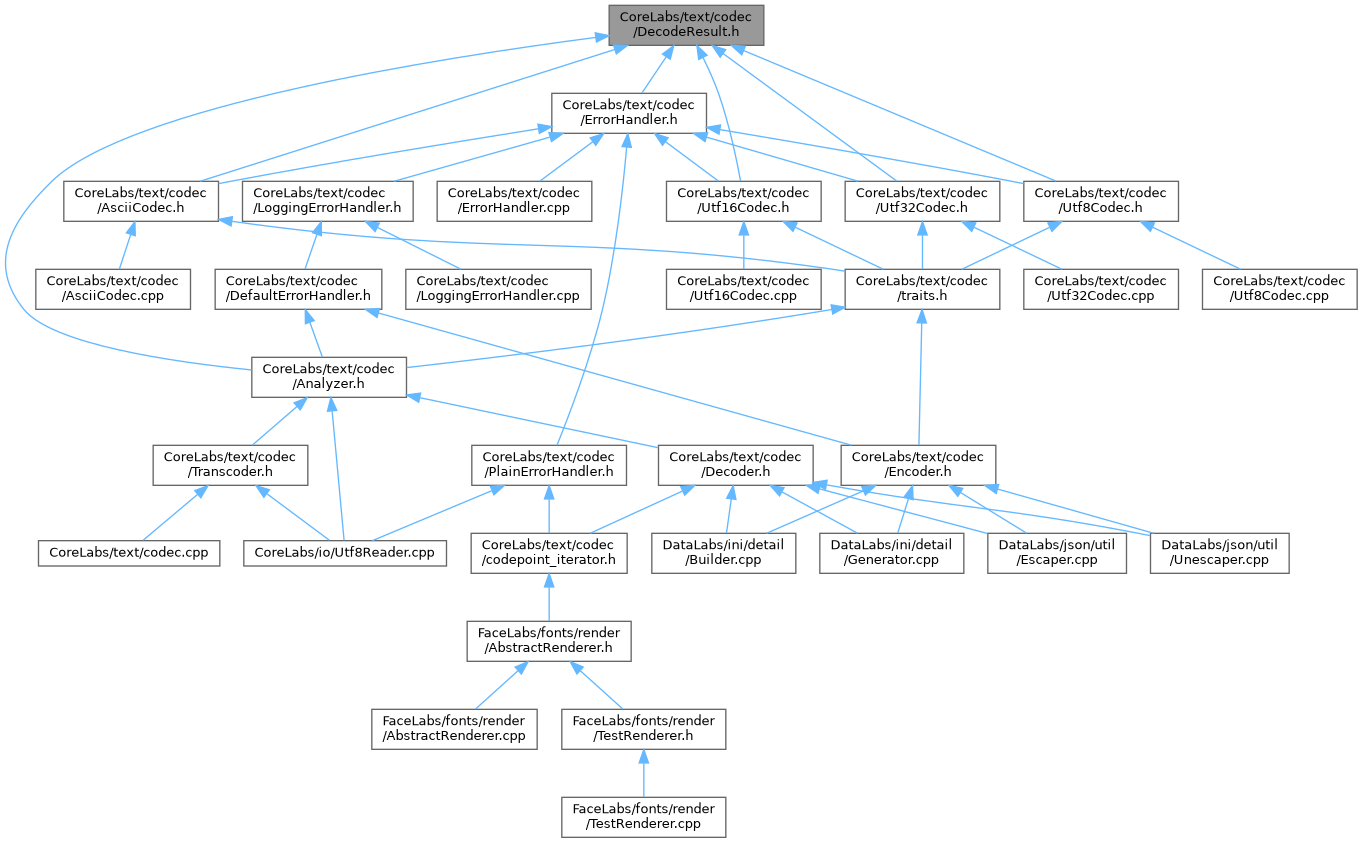 CoreLabs/text/codec
/DecodeResult.h
CoreLabs/text/codec
/ErrorHandler.h
CoreLabs/text/codec
/AsciiCodec.h
CoreLabs/text/codec
/LoggingErrorHandler.h
CoreLabs/text/codec
/ErrorHandler.cpp
CoreLabs/text/codec
/Utf16Codec.h
CoreLabs/text/codec
/Utf32Codec.h
CoreLabs/text/codec
/Utf8Codec.h
CoreLabs/text/codec
/AsciiCodec.cpp
CoreLabs/text/codec
/DefaultErrorHandler.h
CoreLabs/text/codec
/LoggingErrorHandler.cpp
CoreLabs/text/codec
/Utf16Codec.cpp
CoreLabs/text/codec
/traits.h
CoreLabs/text/codec
/Utf32Codec.cpp
CoreLabs/text/codec
/Utf8Codec.cpp
CoreLabs/text/codec
/Analyzer.h
CoreLabs/text/codec
/Transcoder.h
CoreLabs/text/codec
/PlainErrorHandler.h
CoreLabs/text/codec
/Decoder.h
CoreLabs/text/codec
/Encoder.h
CoreLabs/text/codec.cpp
CoreLabs/io/Utf8Reader.cpp
CoreLabs/text/codec
/codepoint_iterator.h
DataLabs/ini/detail
/Builder.cpp
DataLabs/ini/detail
/Generator.cpp
DataLabs/json/util
/Escaper.cpp
DataLabs/json/util
/Unescaper.cpp
FaceLabs/fonts/render
/AbstractRenderer.h
FaceLabs/fonts/render
/AbstractRenderer.cpp
FaceLabs/fonts/render
/TestRenderer.h
FaceLabs/fonts/render
/TestRenderer.cpp